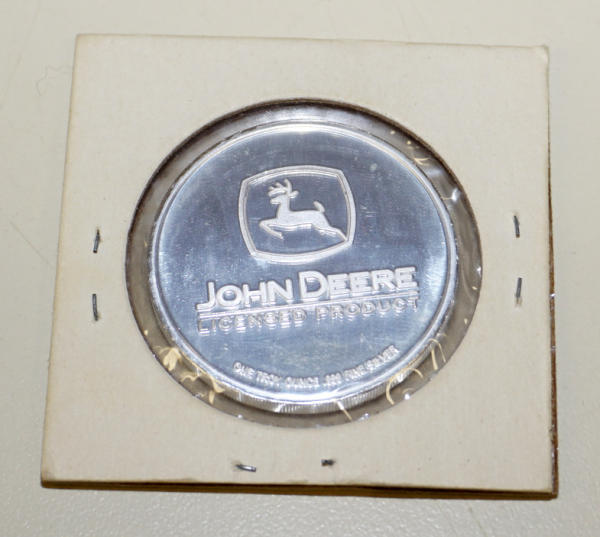 JOHN DEERE
LICENSED PRODUCT
ONE TROY OUNCE .999 FINE SILVER